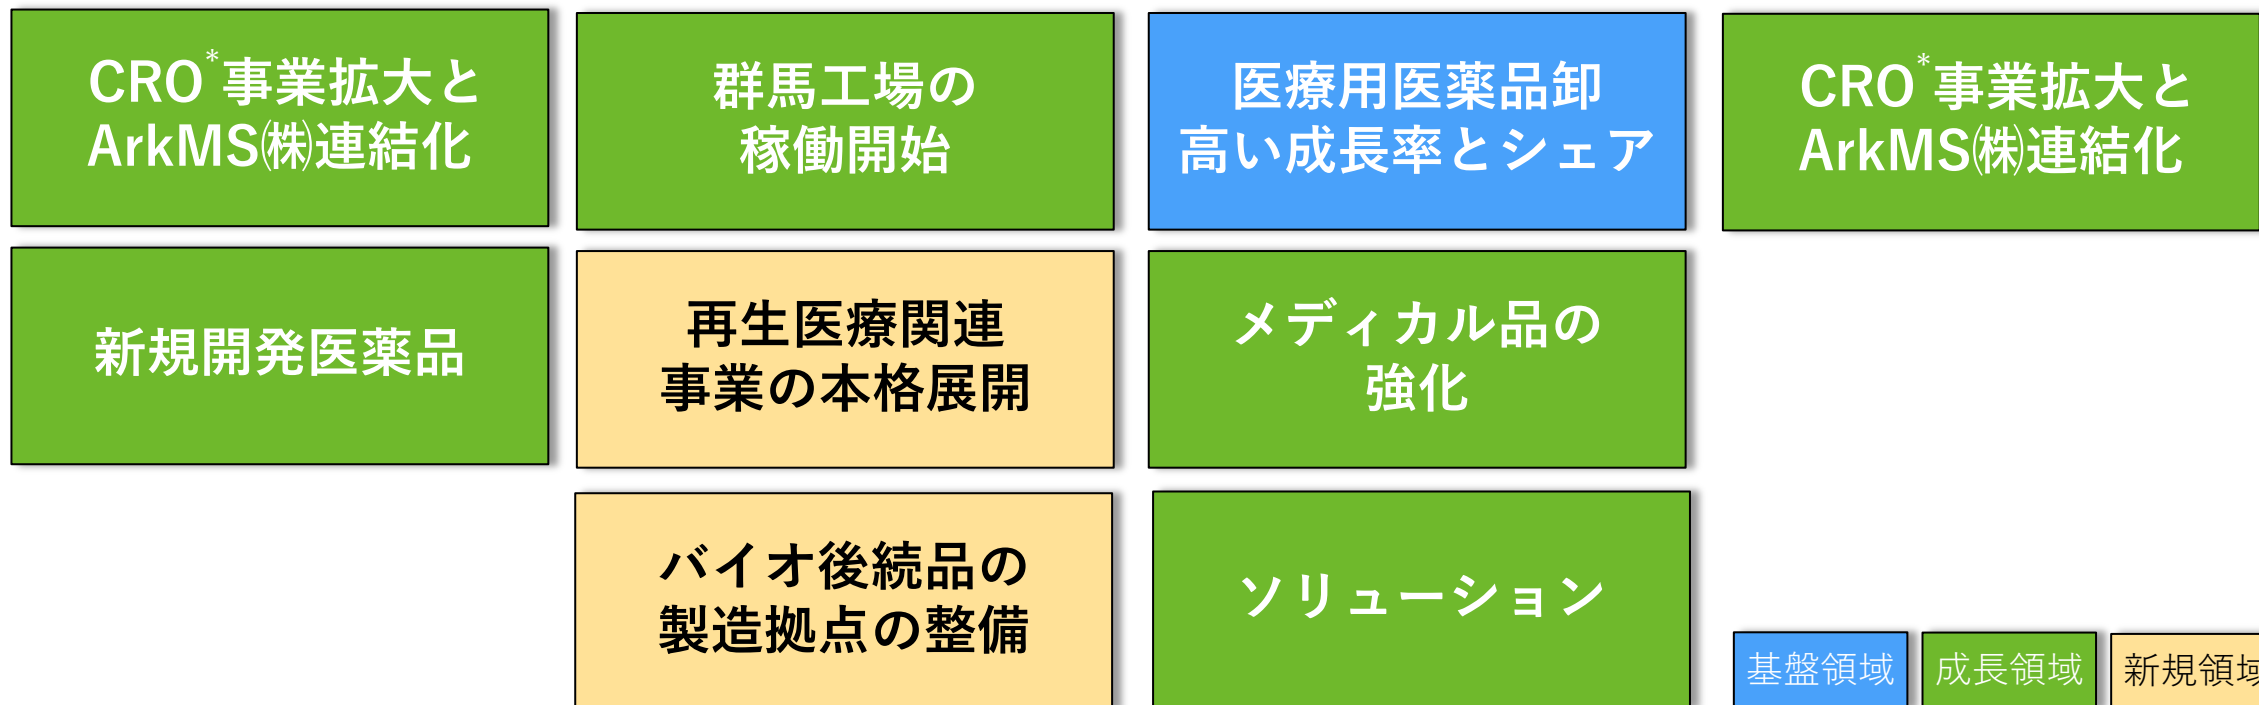 CRO*事業拡大と
ArkMS㈱連結化
群馬工場の
稼働開始
医療用医薬品卸
高い成長率とシェア
CRO*事業拡大と
ArkMS㈱連結化
新規開発医薬品
再生医療関連
事業の本格展開
メディカル品の
強化
バイオ後続品の
製造拠点の整備
ソリューション
基盤領域
成長領域
新規領域